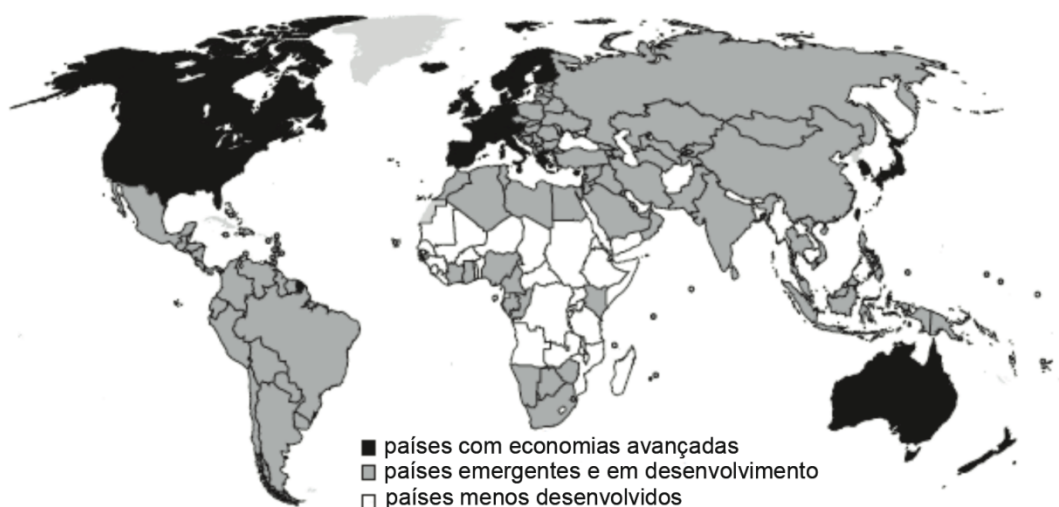 países com economias avançadas
países emergentes e em desenvolvimento
países menos desenvolvidos